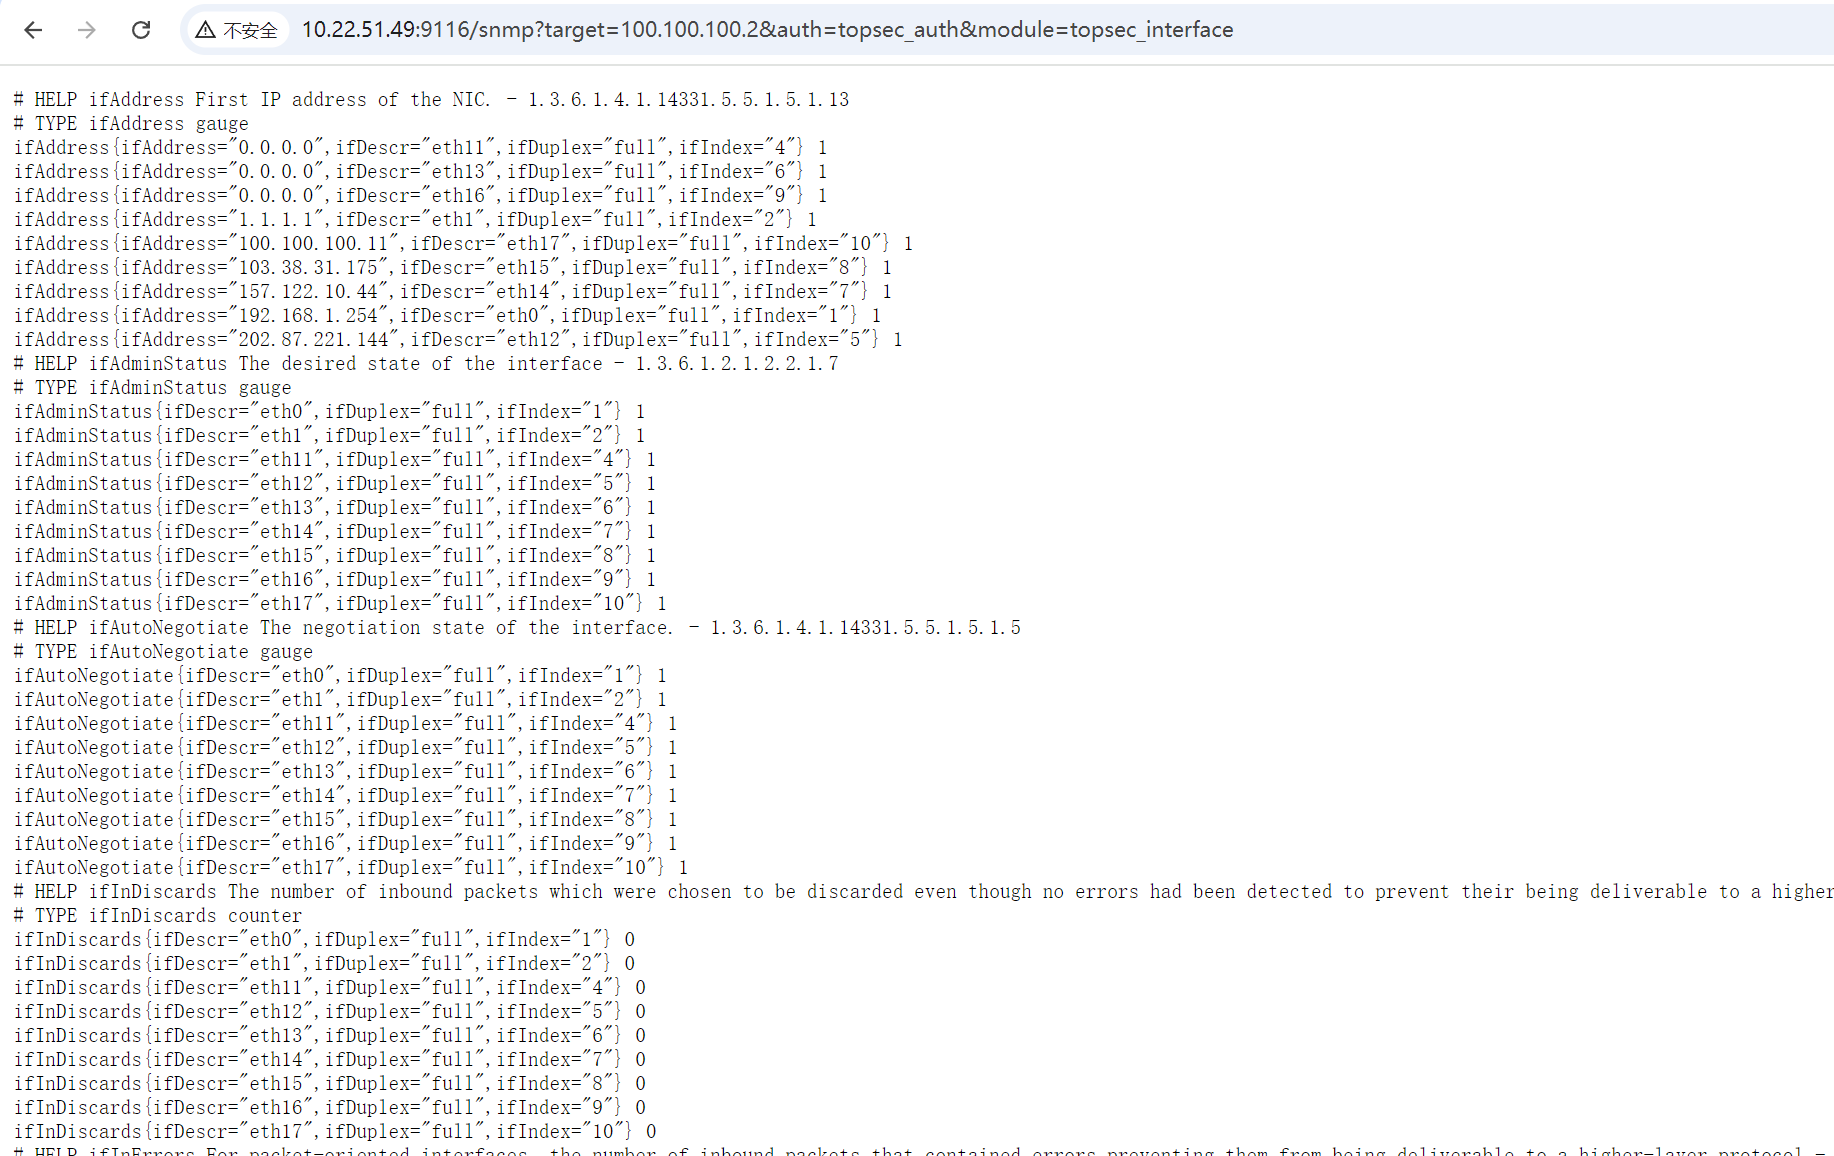 不安全 10.22.51.49:9116/snmp?target=100.100.100.2&auth=topsec_auth&module=topsec_interface
# HELP ifAddress First IP address of the NIC. - 1.3.6.1.4.1.14331.5.5.1.5.1.13
# TYPE ifAddress gauge
ifAddress{ifAddress="0.0.0.0",ifDescr="eth11",ifDuplex="full",ifIndex="4"} 1
ifAddress{ifAddress="0.0.0.0",ifDescr="eth13",ifDuplex="full",ifIndex="6"} 1
ifAddress{ifAddress="0.0.0.0",ifDescr="eth16",ifDuplex="full",ifIndex="9"} 1
ifAddress{ifAddress="1.1.1.1",ifDescr="eth1",ifDuplex="full",ifIndex="2"} 1
ifAddress{ifAddress="100.100.100.11",ifDescr="eth17",ifDuplex="full",ifIndex="10"} 1
ifAddress{ifAddress="103.38.31.175",ifDescr="eth15",ifDuplex="full",ifIndex="8"} 1
ifAddress{ifAddress="157.122.10.44",ifDescr="eth14",ifDuplex="full",ifIndex="7"} 1
ifAddress{ifAddress="192.168.1.254",ifDescr="eth0",ifDuplex="full",ifIndex="1"} 1
ifAddress{ifAddress="202.87.221.144",ifDescr="eth12",ifDuplex="full",ifIndex="5"} 1
# HELP ifAdminStatus The desired state of the interface - 1.3.6.1.2.1.2.2.1.7
# TYPE ifAdminStatus gauge
ifAdminStatus{ifDescr="eth0",ifDuplex="full",ifIndex="1"} 1
ifAdminStatus{ifDescr="eth1",ifDuplex="full",ifIndex="2"} 1
ifAdminStatus{ifDescr="eth11",ifDuplex="full",ifIndex="4"} 1
ifAdminStatus{ifDescr="eth12",ifDuplex="full",ifIndex="5"} 1
ifAdminStatus{ifDescr="eth13",ifDuplex="full",ifIndex="6"} 1
ifAdminStatus{ifDescr="eth14",ifDuplex="full",ifIndex="7"} 1
ifAdminStatus{ifDescr="eth15",ifDuplex="full",ifIndex="8"} 1
ifAdminStatus{ifDescr="eth16",ifDuplex="full",ifIndex="9"} 1
ifAdminStatus{ifDescr="eth17",ifDuplex="full",ifIndex="10"} 1
# HELP ifAutoNegotiate The negotiation state of the interface. - 1.3.6.1.4.1.14331.5.5.1.5.1.5
# TYPE ifAutoNegotiate gauge
ifAutoNegotiate{ifDescr="eth0",ifDuplex="full",ifIndex="1"} 1
ifAutoNegotiate{ifDescr="eth1",ifDuplex="full",ifIndex="2"} 1
ifAutoNegotiate{ifDescr="eth11",ifDuplex="full",ifIndex="4"} 1
ifAutoNegotiate{ifDescr="eth12",ifDuplex="full",ifIndex="5"} 1
ifAutoNegotiate{ifDescr="eth13",ifDuplex="full",ifIndex="6"} 1
ifAutoNegotiate{ifDescr="eth14",ifDuplex="full",ifIndex="7"} 1
ifAutoNegotiate{ifDescr="eth15",ifDuplex="full",ifIndex="8"} 1
ifAutoNegotiate{ifDescr="eth16",ifDuplex="full",ifIndex="9"} 1
ifAutoNegotiate{ifDescr="eth17",ifDuplex="full",ifIndex="10"} 1
# HELP ifInDiscards The number of inbound packets which were chosen to be discarded even though no errors had been detected to prevent their being deliverable to a higher
# TYPE ifInDiscards counter
ifInDiscards{ifDescr="eth0",ifDuplex="full",ifIndex="1"} 0
ifInDiscards{ifDescr="eth1",ifDuplex="full",ifIndex="2"} 0
ifInDiscards{ifDescr="eth11",ifDuplex="full",ifIndex="4"} 0
ifInDiscards{ifDescr="eth12",ifDuplex="full",ifIndex="5"} 0
ifInDiscards{ifDescr="eth13",ifDuplex="full",ifIndex="6"} 0
ifInDiscards{ifDescr="eth14",ifDuplex="full",ifIndex="7"} 0
ifInDiscards{ifDescr="eth15",ifDuplex="full",ifIndex="8"} 0
ifInDiscards{ifDescr="eth16",ifDuplex="full",ifIndex="9"} 0
ifInDiscards{ifDescr="eth17",ifDuplex="full",ifIndex="10"} 0
# HELP ifInErrors For packet-oriented interfaces, the number of inbound packets that contained errors preventing them from being deliverable to a higher-layer protocol -